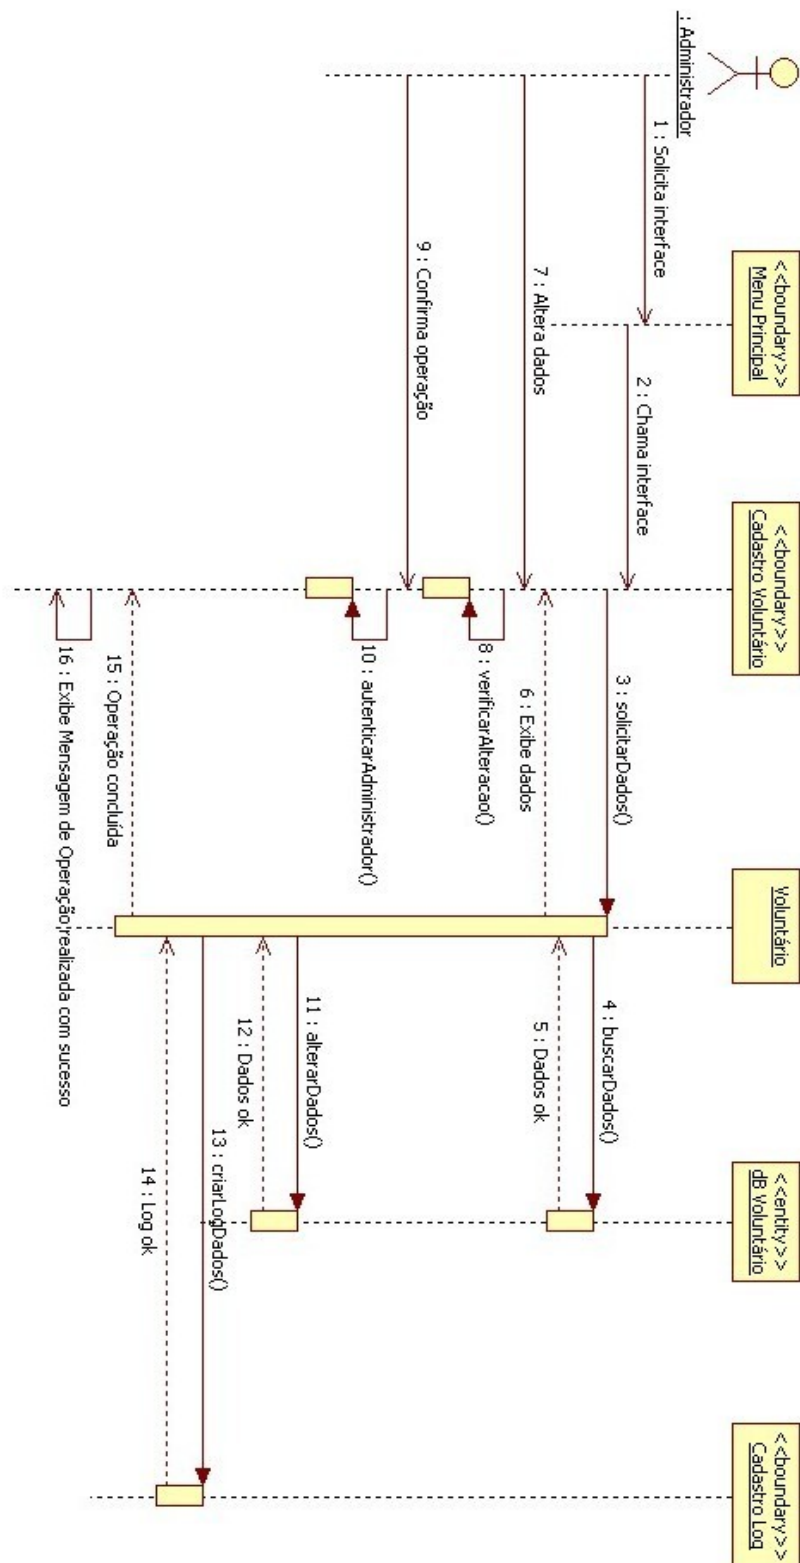 : Administrador
<<boundary>>
Menu Principal
<<boundary>>
Cadastro Voluntário
Voluntário
<<entity>>
dB Voluntário
<<boundary>>
Cadastro Log
1 : Solicita interface
2 : Chama interface
3 : solicitarDados()
4 : buscarDados()
5 : Dados ok
6 : Exibe dados
7 : Altera dados
8 : verificarAlteracao()
9 : Confirma operação
10 : autenticarAdministrador()
11 : alterarDados()
12 : Dados ok
13 : criarLogDados()
14 : Log ok
15 : Operação concluída
16 : Exibe Mensagem de Operação realizada com sucesso